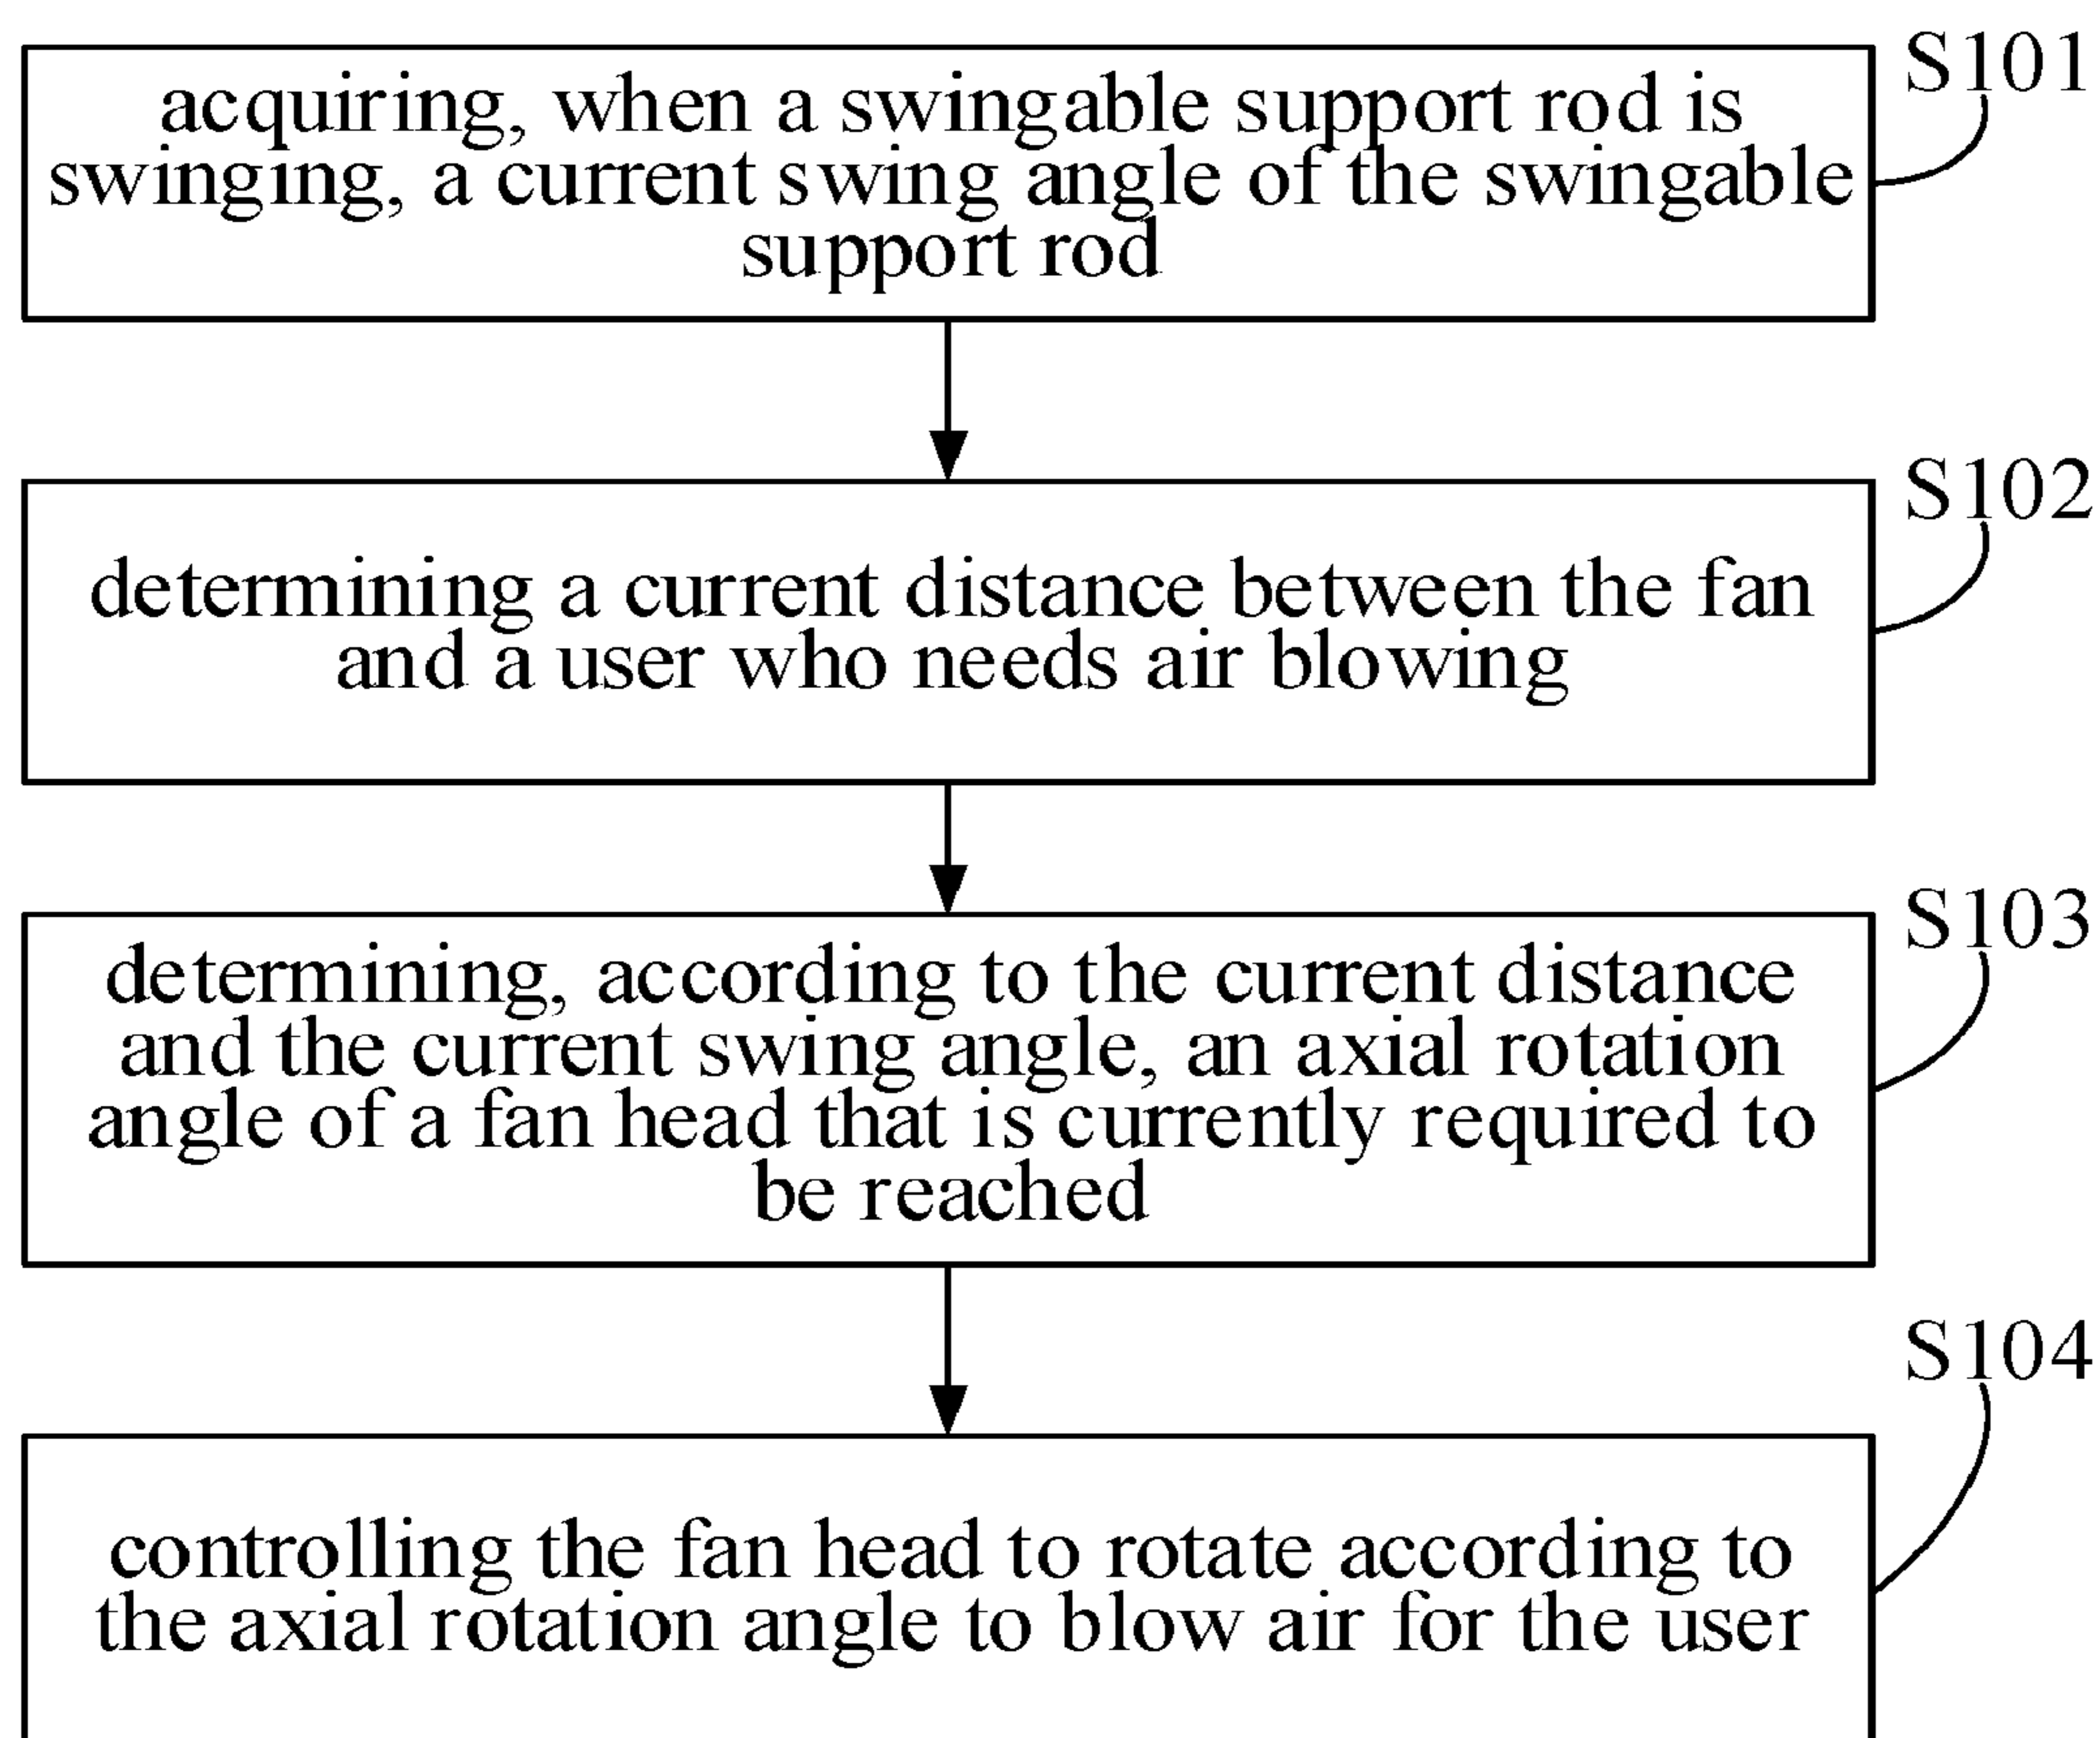 S101
acquiring, when a swingable support rod is
swinging, a current swing angle of the swingable
support rod
S102
determining a current distance between the fan
and a user who needs air blowing
S103
determining, according to the current distance
and the current swing angle, an axial rotation
angle of a fan head that is currently required to
be reached
S104
controlling the fan head to rotate according to
the axial rotation angle to blow air for the user